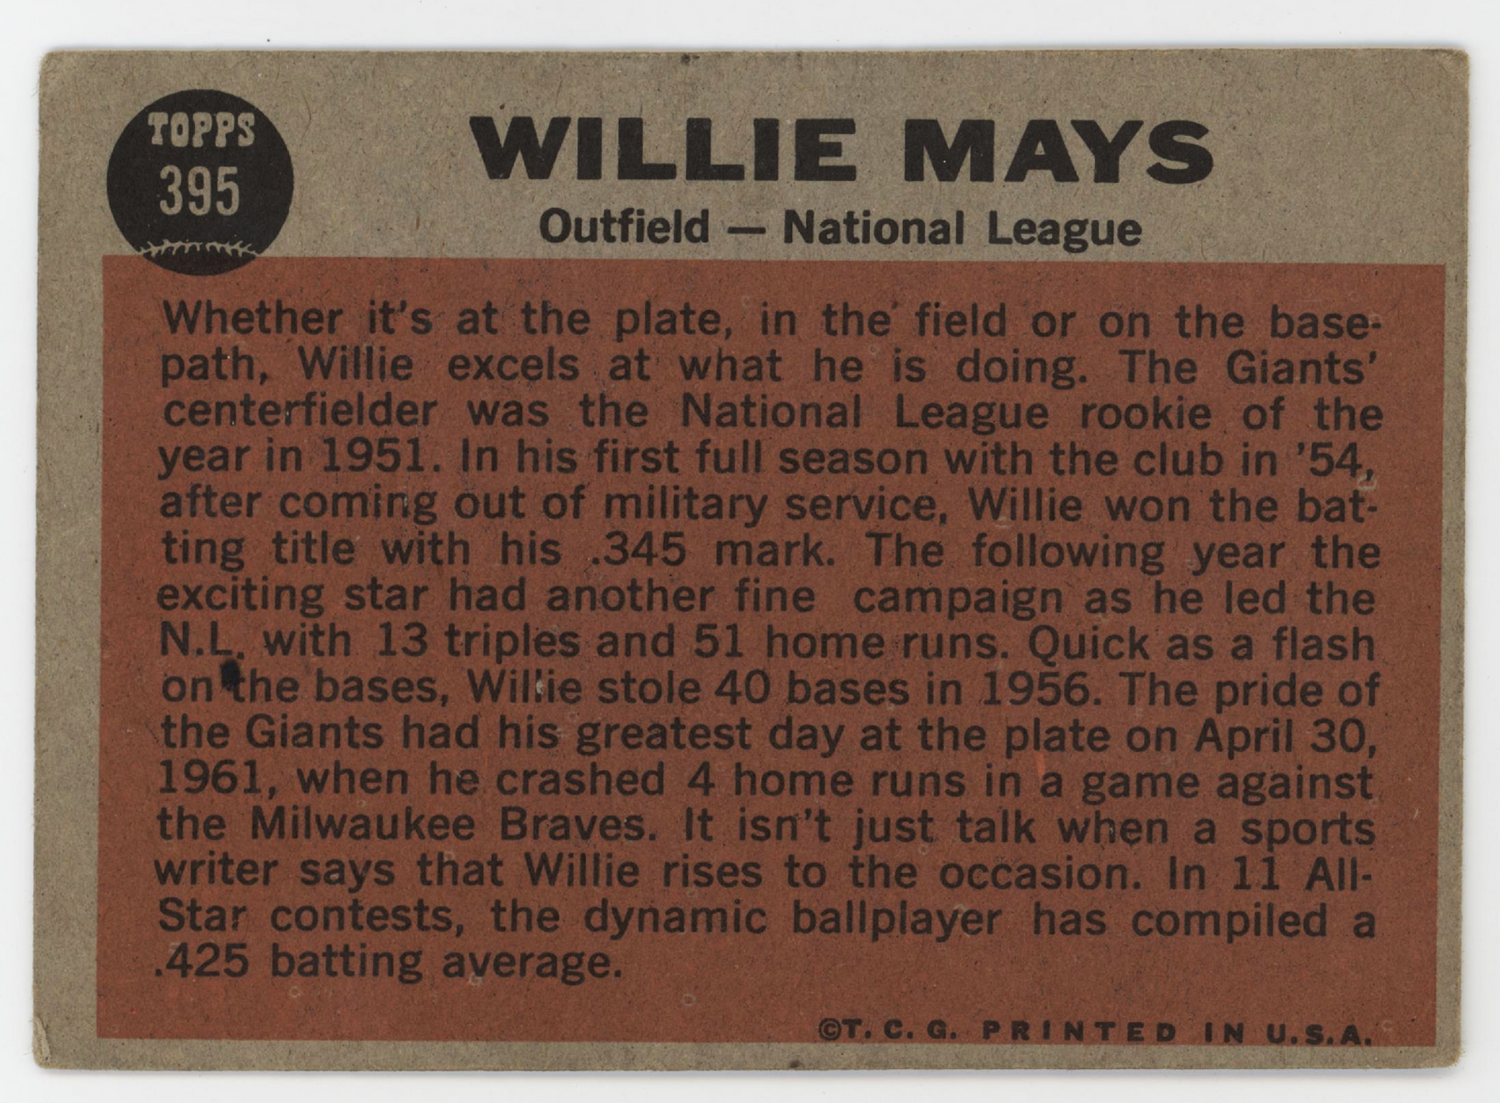 TOPPS
395
WILLIE MAYS
Outfield — National League
Whether it's at the plate, in the field or on the base-
path, Willie excels at what he is doing. The Giants'
centerfielder was the National League rookie of the
year in 1951. In his first full season with the club in '54,
after coming out of military service, Willie won the bat-
ting title with his .345 mark. The following year the
exciting star had another fine campaign as he led the
N.L. with 13 triples and 51 home runs. Quick as a flash
on the bases, Willie stole 40 bases in 1956. The pride of
the Giants had his greatest day at the plate on April 30,
1961, when he crashed 4 home runs in a game against
the Milwaukee Braves. It isn't just talk when a sports
writer says that Willie rises to the occasion. In 11 All-
Star contests, the dynamic ballplayer has compiled a
.425 batting average.
©T. C. G. PRINTED IN U.S.A.